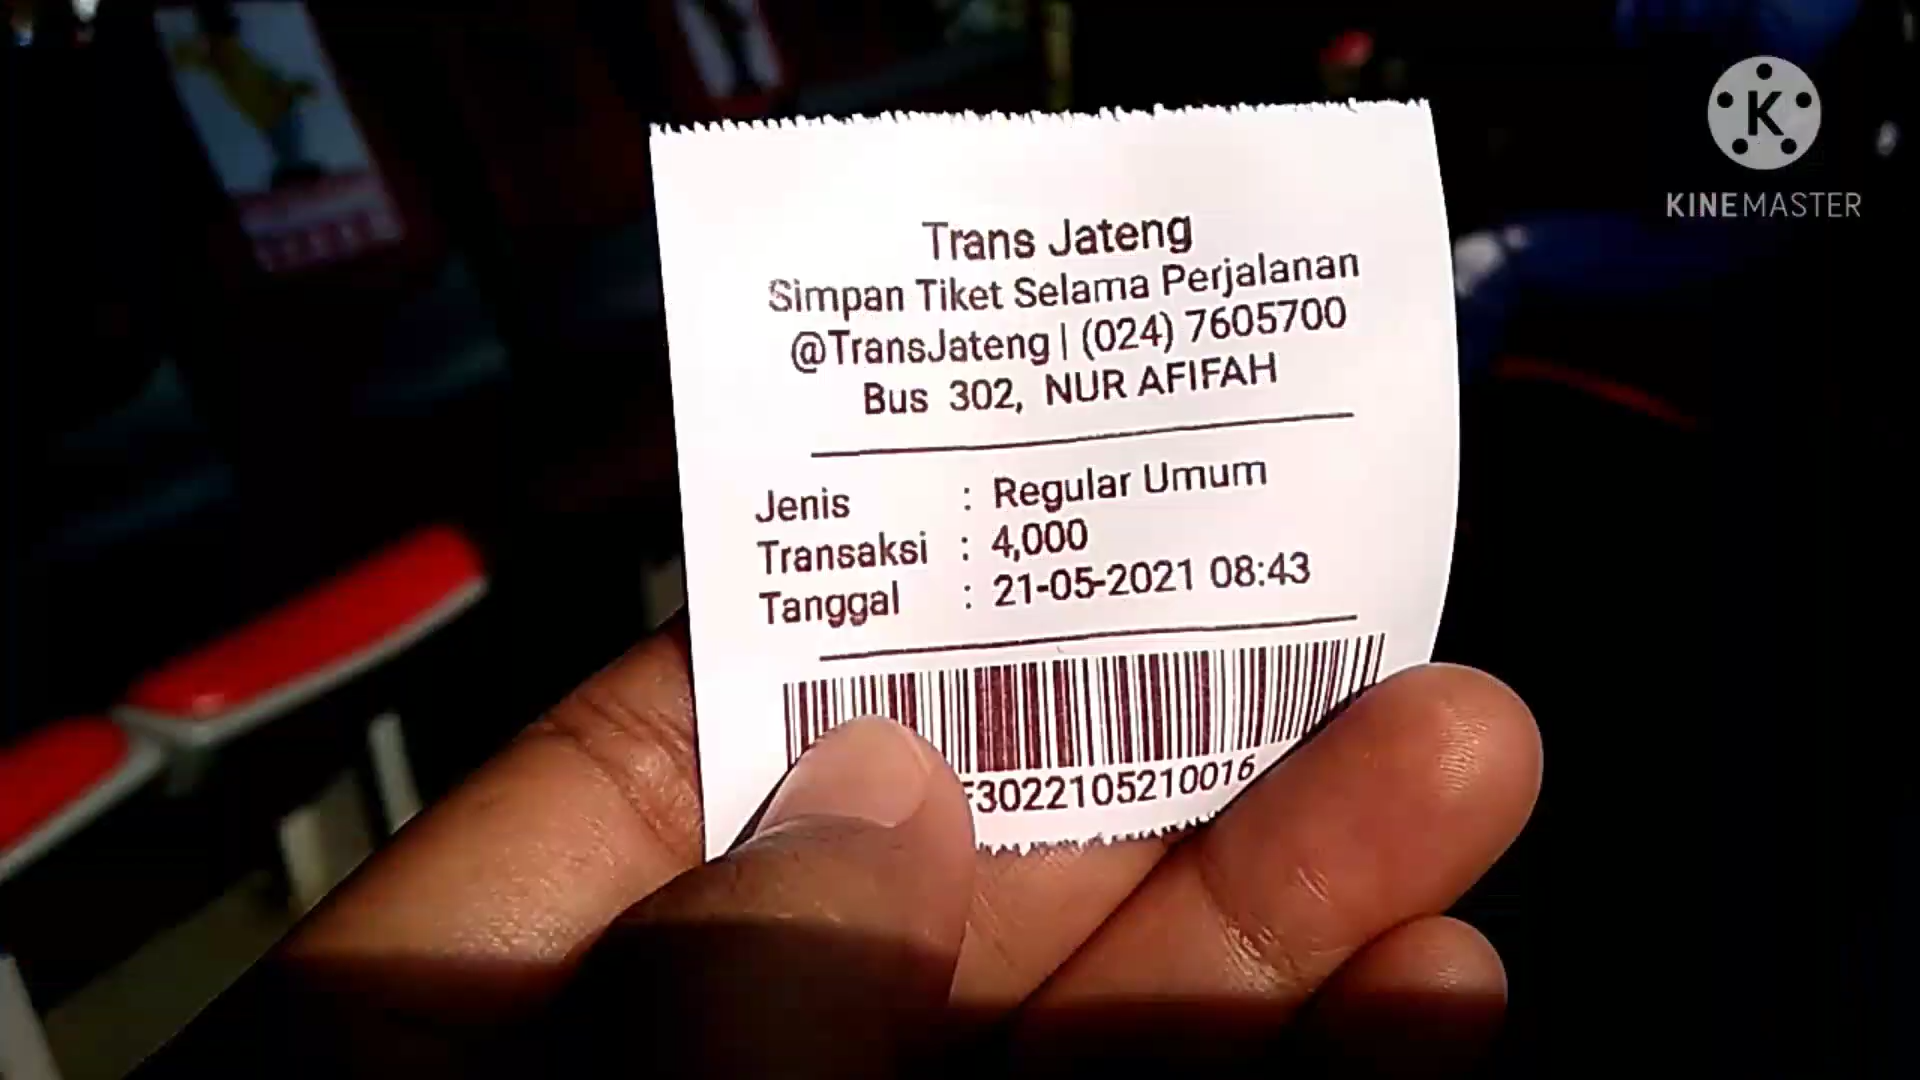 K
KINEMASTER
Trans Jateng
Simpan Tiket Selama Perjalanan
@TransJateng | (024) 7605700
Bus 302, NUR AFIFAH
Jenis : Regular Umum
Transaksi : 4,000
Tanggal : 21-05-2021 08:43
3022105210016